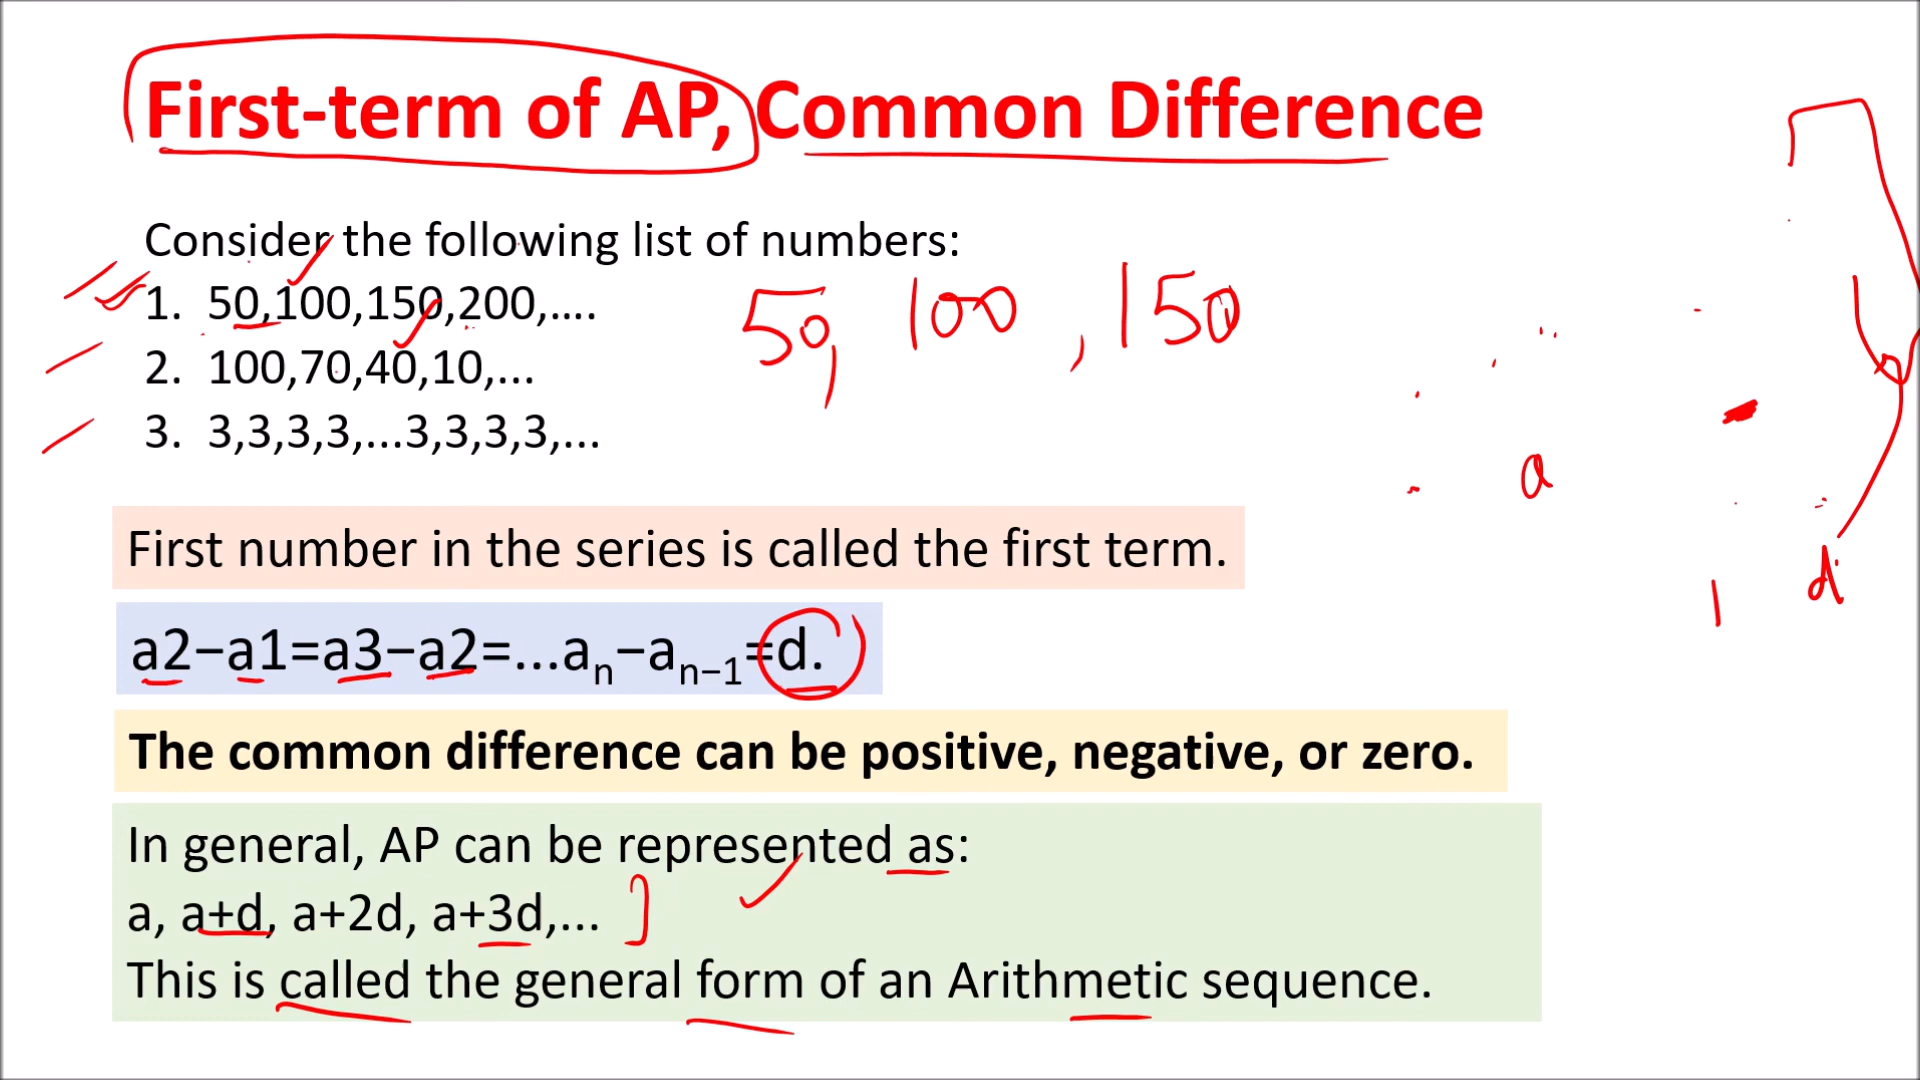 First-term of AP, Common Difference
Consider the following list of numbers:
1. 50,100,150,200,....
50, 100, 150
2. 100,70,40,10,...
3. 3,3,3,3,...3,3,3,3,...
a
First number in the series is called the first term.
d
a2−a1=a3−a2=...aₙ−aₙ₋₁=d.
The common difference can be positive, negative, or zero.
In general, AP can be represented as:
a, a+d, a+2d, a+3d,...
This is called the general form of an Arithmetic sequence.